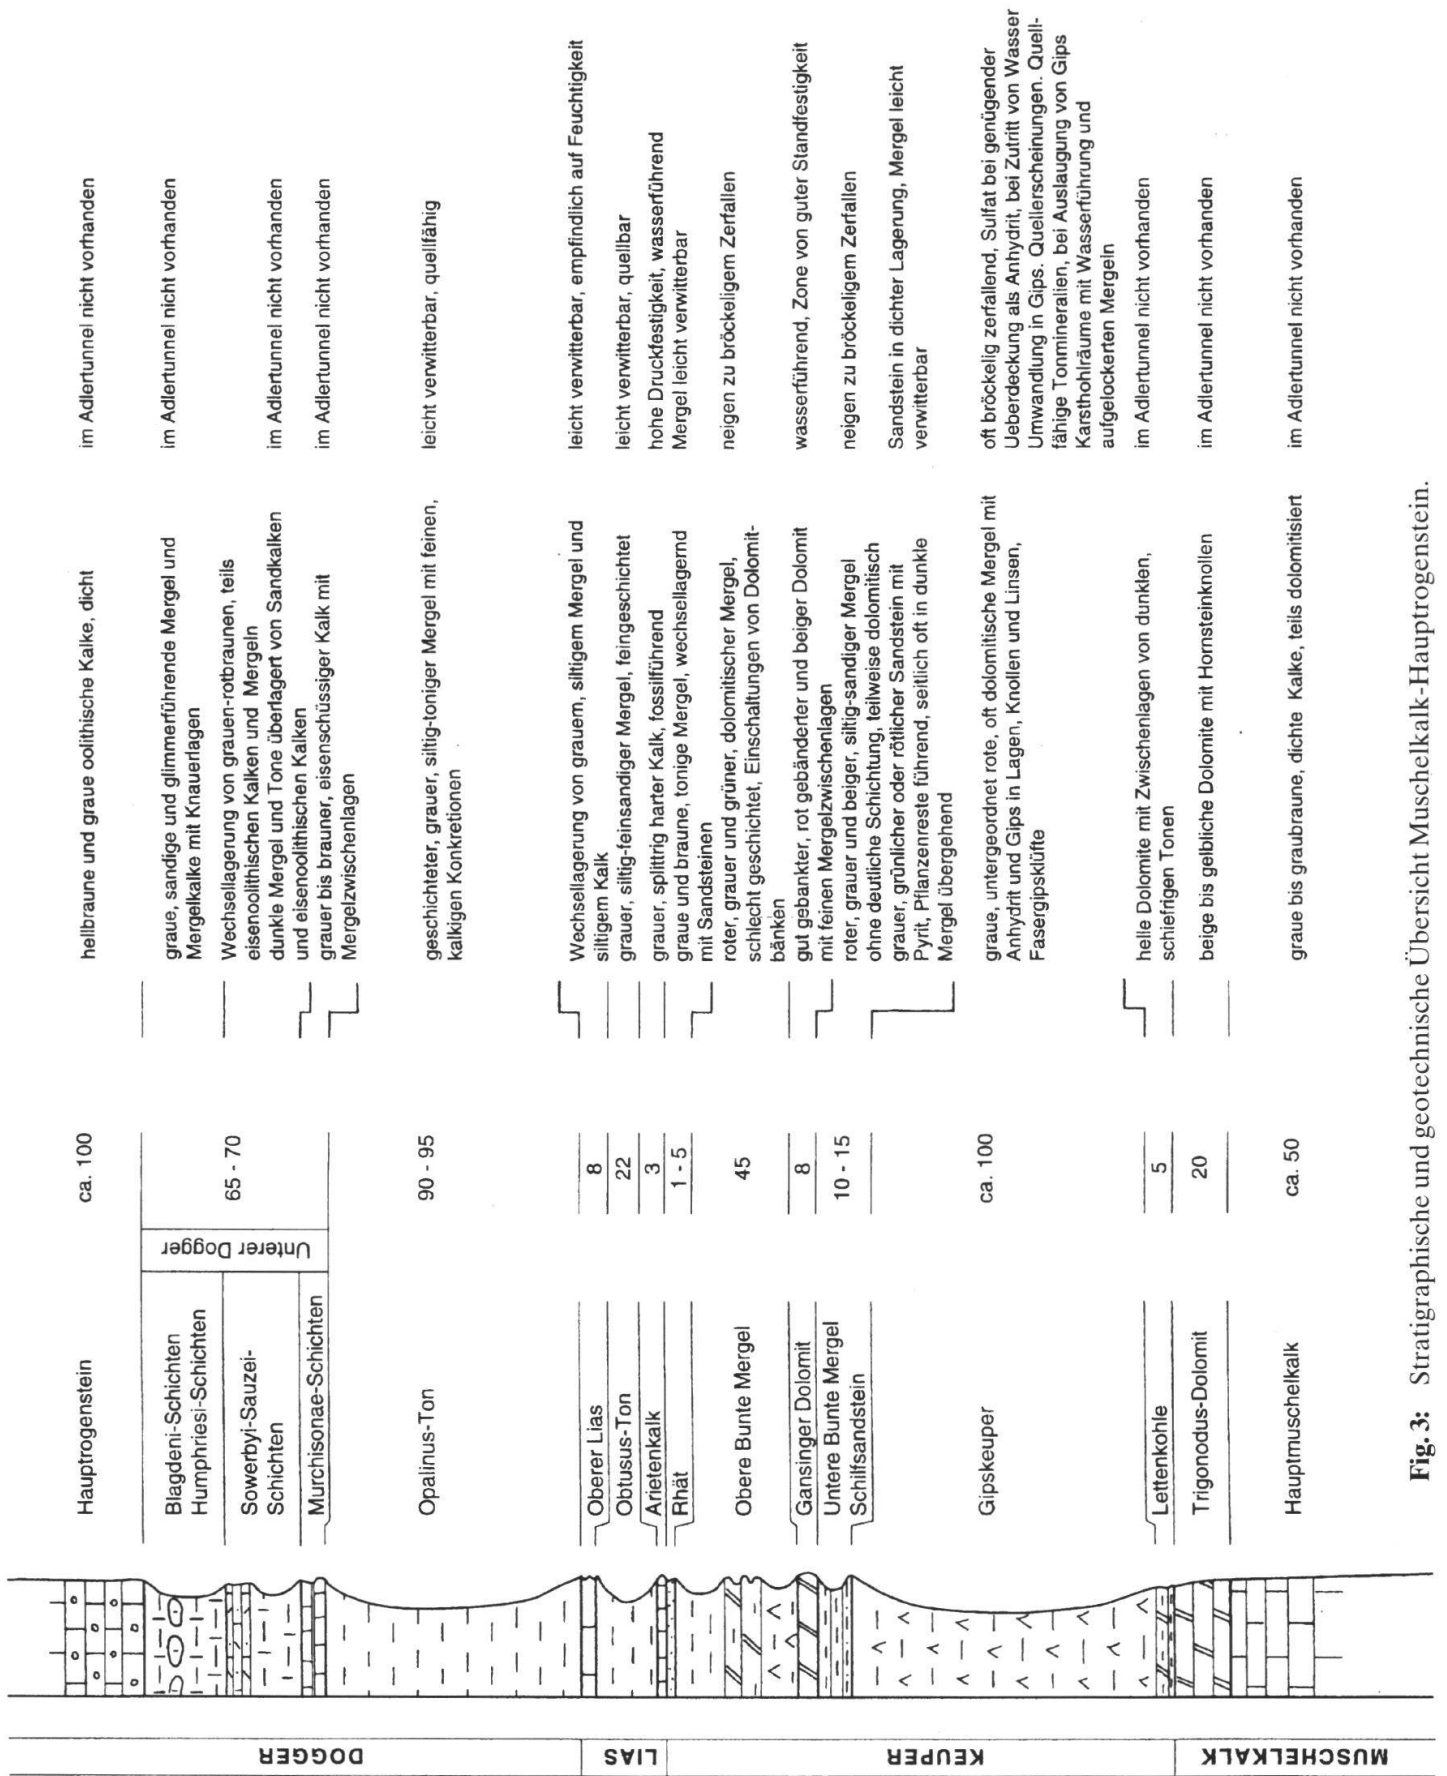 DOGGER
LIAS
KEUPER
MUSCHELKALK
Hauptrogenstein
ca. 100
hellbraune und graue oolithische Kalke, dicht
im Adlertunnel nicht vorhanden
Unterer Dogger
65 - 70
Blagdeni-Schichten
Humphriesi-Schichten
graue, sandige und glimmerführende Mergel und
Mergelkalke mit Knauerlagen
im Adlertunnel nicht vorhanden
Sowerbyi-Sauzei-
Schichten
Wechsellagerung von grauen-rotbraunen, teils
eisenoolithischen Kalken und Mergeln
dunkle Mergel und Tone überlagert von Sandkalken
und eisenoolithischen Kalken
im Adlertunnel nicht vorhanden
Murchisonae-Schichten
grauer bis brauner, eisenschüssiger Kalk mit
Mergelzwischenlagen
im Adlertunnel nicht vorhanden
Opalinus-Ton
90 - 95
geschichteter, grauer, siltig-toniger Mergel mit feinen,
kalkigen Konkretionen
leicht verwitterbar, quellfähig
Oberer Lias
8
Wechsellagerung von grauem, siltigem Mergel und
siltigem Kalk
leicht verwitterbar, empfindlich auf Feuchtigkeit
Obtusus-Ton
22
grauer, siltig-feinsandiger Mergel, feingeschichtet
leicht verwitterbar, quellbar
Arietenkalk
3
grauer, splittrig harter Kalk, fossilführend
hohe Druckfestigkeit, wasserführend
Rhät
1 - 5
graue und braune, tonige Mergel, wechsellagernd
mit Sandsteinen
Mergel leicht verwitterbar
Obere Bunte Mergel
45
roter, grauer und grüner, dolomitischer Mergel,
schlecht geschichtet, Einschaltungen von Dolomit-
bänken
neigen zu bröckeligem Zerfallen
Gansinger Dolomit
8
gut gebankter, rot gebänderter und beiger Dolomit
mit feinen Mergelzwischenlagen
wasserführend, Zone von guter Standfestigkeit
Untere Bunte Mergel
10 - 15
roter, grauer und beiger, siltig-sandiger Mergel
ohne deutliche Schichtung, teilweise dolomitisch
neigen zu bröckeligem Zerfallen
Schilfsandstein
grauer, grünlicher oder rötlicher Sandstein mit
Pyrit, Pflanzenreste führend, seitlich oft in dunkle
Mergel übergehend
Sandstein in dichter Lagerung, Mergel leicht
verwitterbar
Gipskeuper
ca. 100
graue, untergeordnet rote, oft dolomitische Mergel mit
Anhydrit und Gips in Lagen, Knollen und Linsen,
Fasergipsklüfte
oft bröckelig zerfallend, Sulfat bei genügender
Ueberdeckung als Anhydrit, bei Zutritt von Wasser
Umwandlung in Gips. Quellerscheinungen. Quell-
fähige Tonmineralien, bei Auslaugung von Gips
Karsthohlräume mit Wasserführung und
aufgelockerten Mergeln
Lettenkohle
5
helle Dolomite mit Zwischenlagen von dunklen,
schiefrigen Tonen
im Adlertunnel nicht vorhanden
Trigonodus-Dolomit
20
beige bis gelbliche Dolomite mit Hornsteinknollen
im Adlertunnel nicht vorhanden
Hauptmuschelkalk
ca. 50
graue bis graubraune, dichte Kalke, teils dolomitisiert
im Adlertunnel nicht vorhanden
Fig. 3: Stratigraphische und geotechnische Übersicht Muschelkalk-Hauptrogenstein.